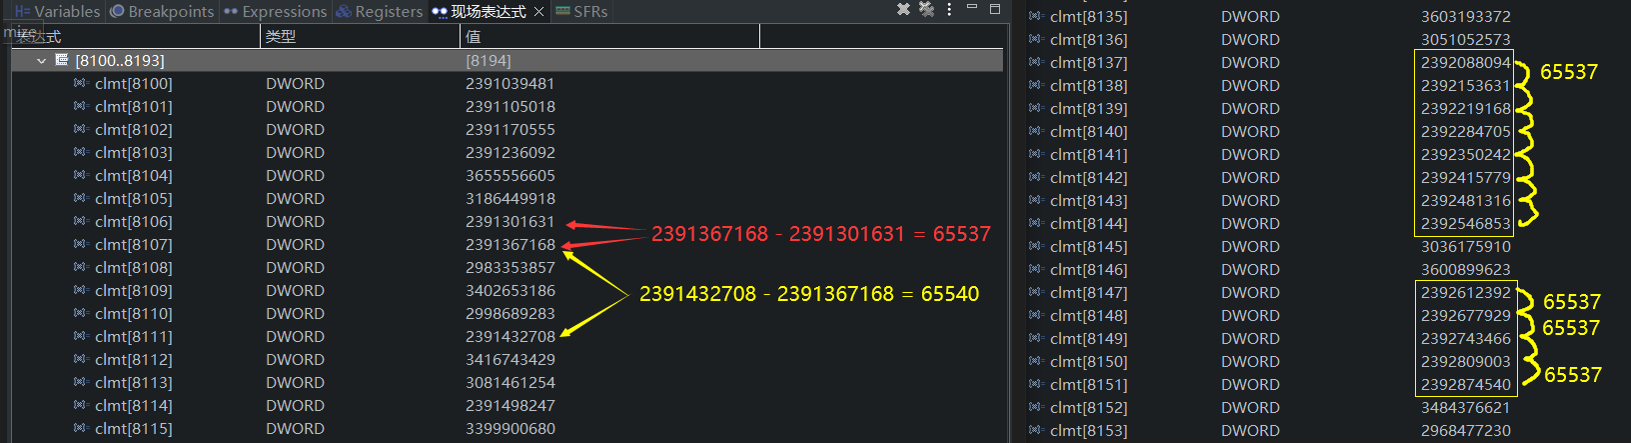 Variables Breakpoints Expressions Registers 现场表达式 SFRs
表达式 类型 值
[8100..8193] [8194]
clmt[8100] DWORD 2391039481
clmt[8101] DWORD 2391105018
clmt[8102] DWORD 2391170555
clmt[8103] DWORD 2391236092
clmt[8104] DWORD 3655556605
clmt[8105] DWORD 3186449918
clmt[8106] DWORD 2391301631
clmt[8107] DWORD 2391367168
clmt[8108] DWORD 2983353857
clmt[8109] DWORD 3402653186
clmt[8110] DWORD 2998689283
clmt[8111] DWORD 2391432708
clmt[8112] DWORD 3416743429
clmt[8113] DWORD 3081461254
clmt[8114] DWORD 2391498247
clmt[8115] DWORD 3399900680
2391367168 - 2391301631 = 65537
2391432708 - 2391367168 = 65540
clmt[8135] DWORD 3603193372
clmt[8136] DWORD 3051052573
clmt[8137] DWORD 2392088094
65537
clmt[8138] DWORD 2392153631
clmt[8139] DWORD 2392219168
clmt[8140] DWORD 2392284705
clmt[8141] DWORD 2392350242
clmt[8142] DWORD 2392415779
clmt[8143] DWORD 2392481316
clmt[8144] DWORD 2392546853
clmt[8145] DWORD 3036175910
clmt[8146] DWORD 3600899623
clmt[8147] DWORD 2392612392
65537
clmt[8148] DWORD 2392677929
65537
clmt[8149] DWORD 2392743466
clmt[8150] DWORD 2392809003
65537
clmt[8151] DWORD 2392874540
clmt[8152] DWORD 3484376621
clmt[8153] DWORD 2968477230